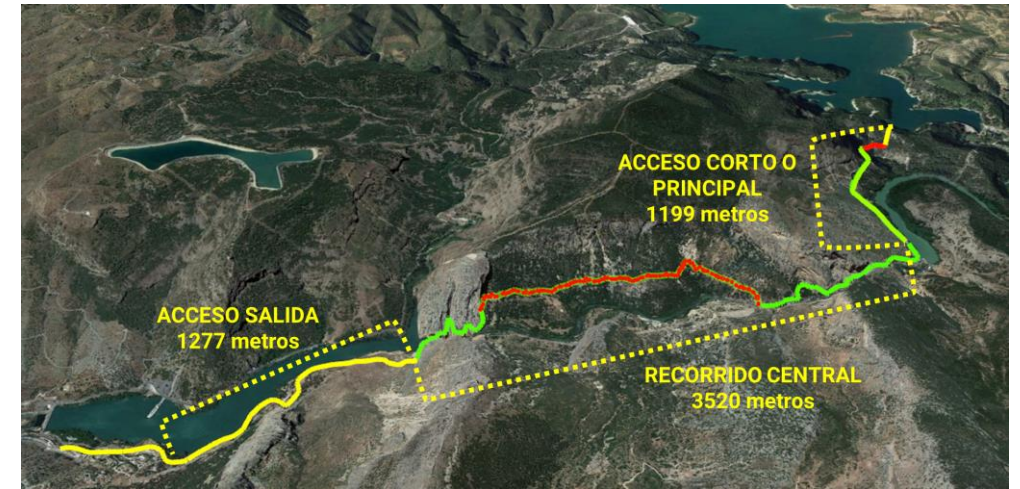 ACCESO CORTO O
PRINCIPAL
1199 metros
ACCESO SALIDA
1277 metros
RECORRIDO CENTRAL
3520 metros